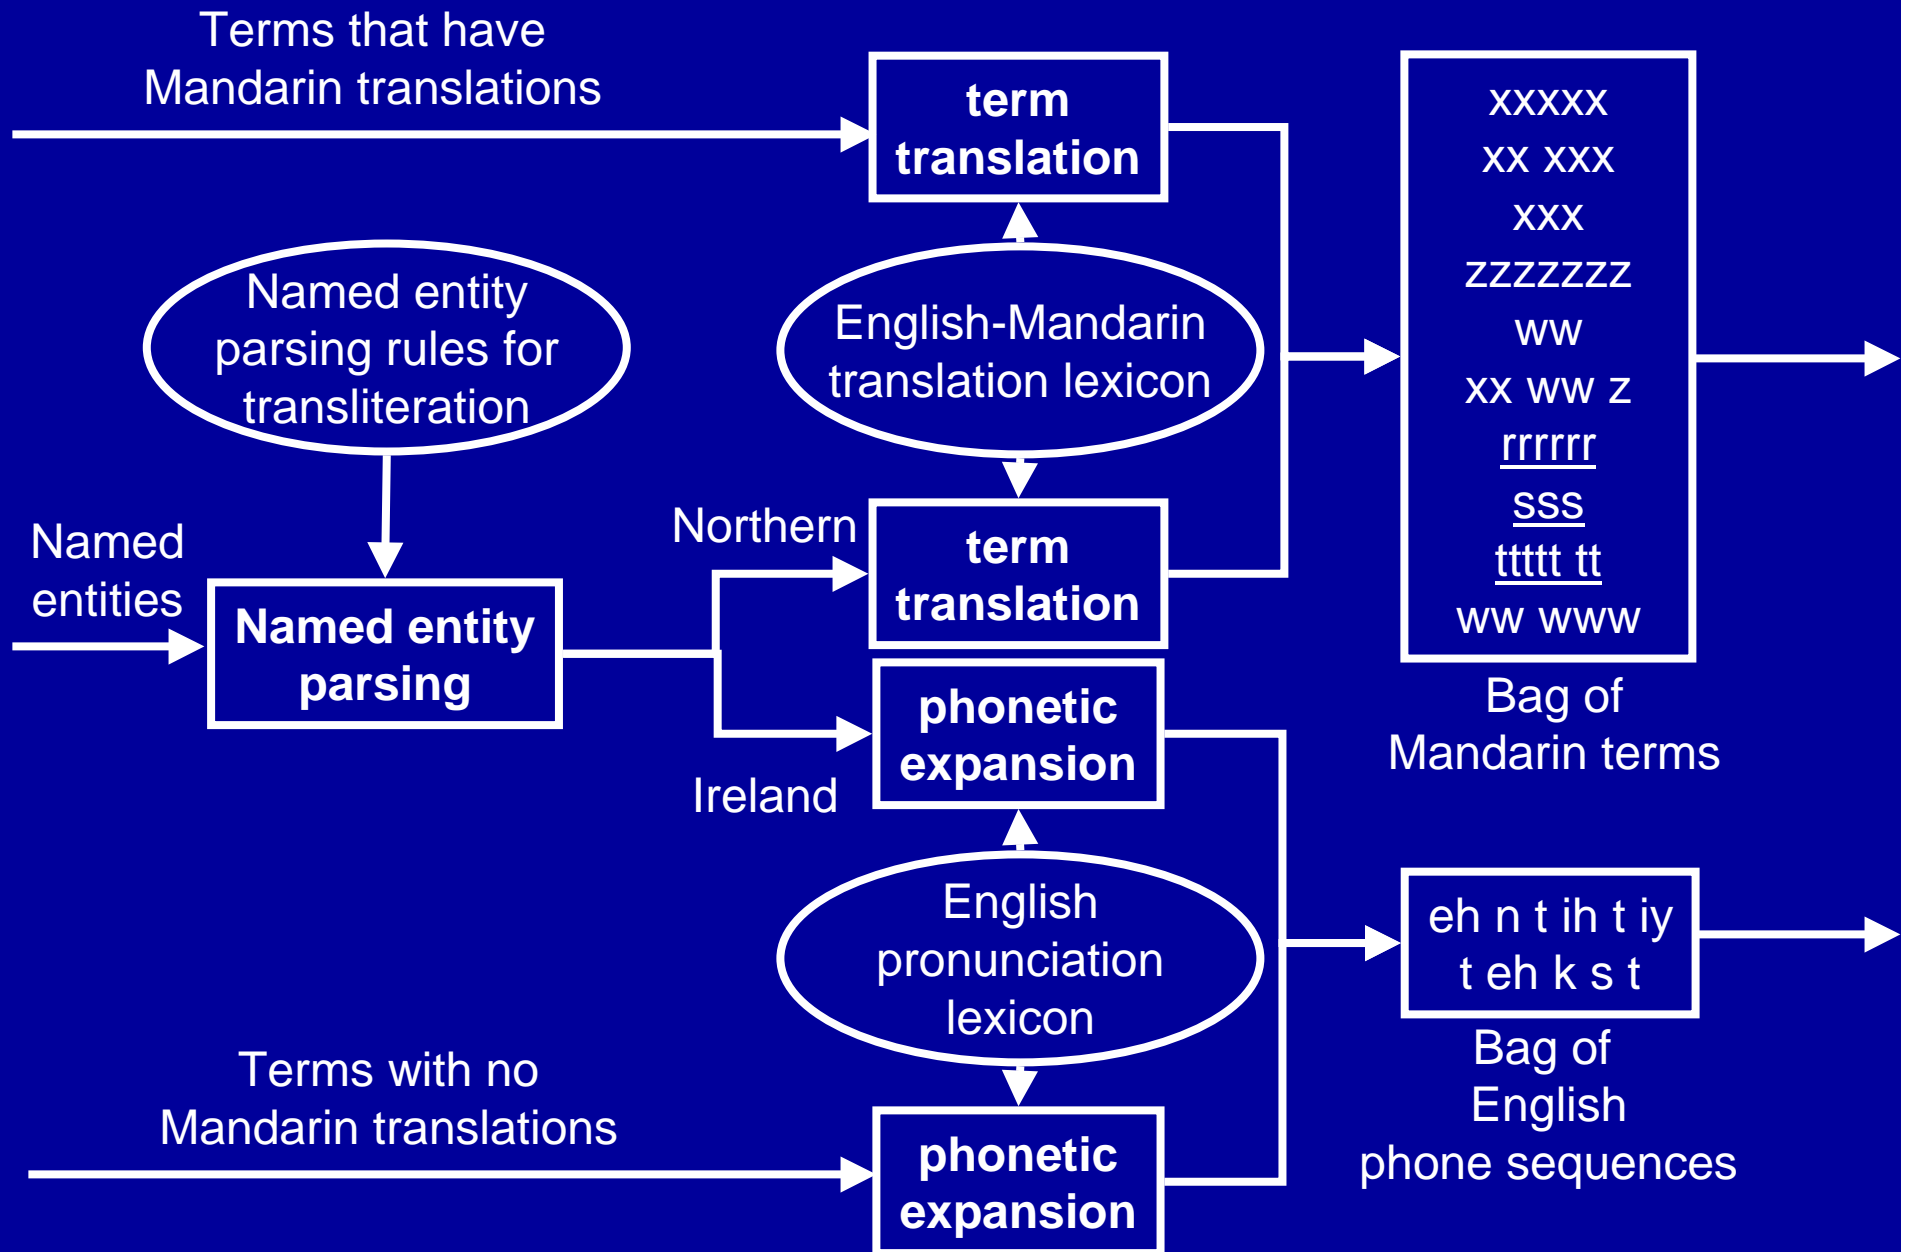 Terms that have
Mandarin translations
term
translation
Named entity
parsing rules for
transliteration
English-Mandarin
translation lexicon
Named
entities
Named entity
parsing
Northern
term
translation
Ireland
phonetic
expansion
English
pronunciation
lexicon
Terms with no
Mandarin translations
phonetic
expansion
xxxxx
xx xxx
xxx
zzzzzzz
ww
xx ww z
rrrrrr
sss
ttttt tt
ww www
Bag of
Mandarin terms
eh n t ih t iy
t eh k s t
Bag of
English
phone sequences